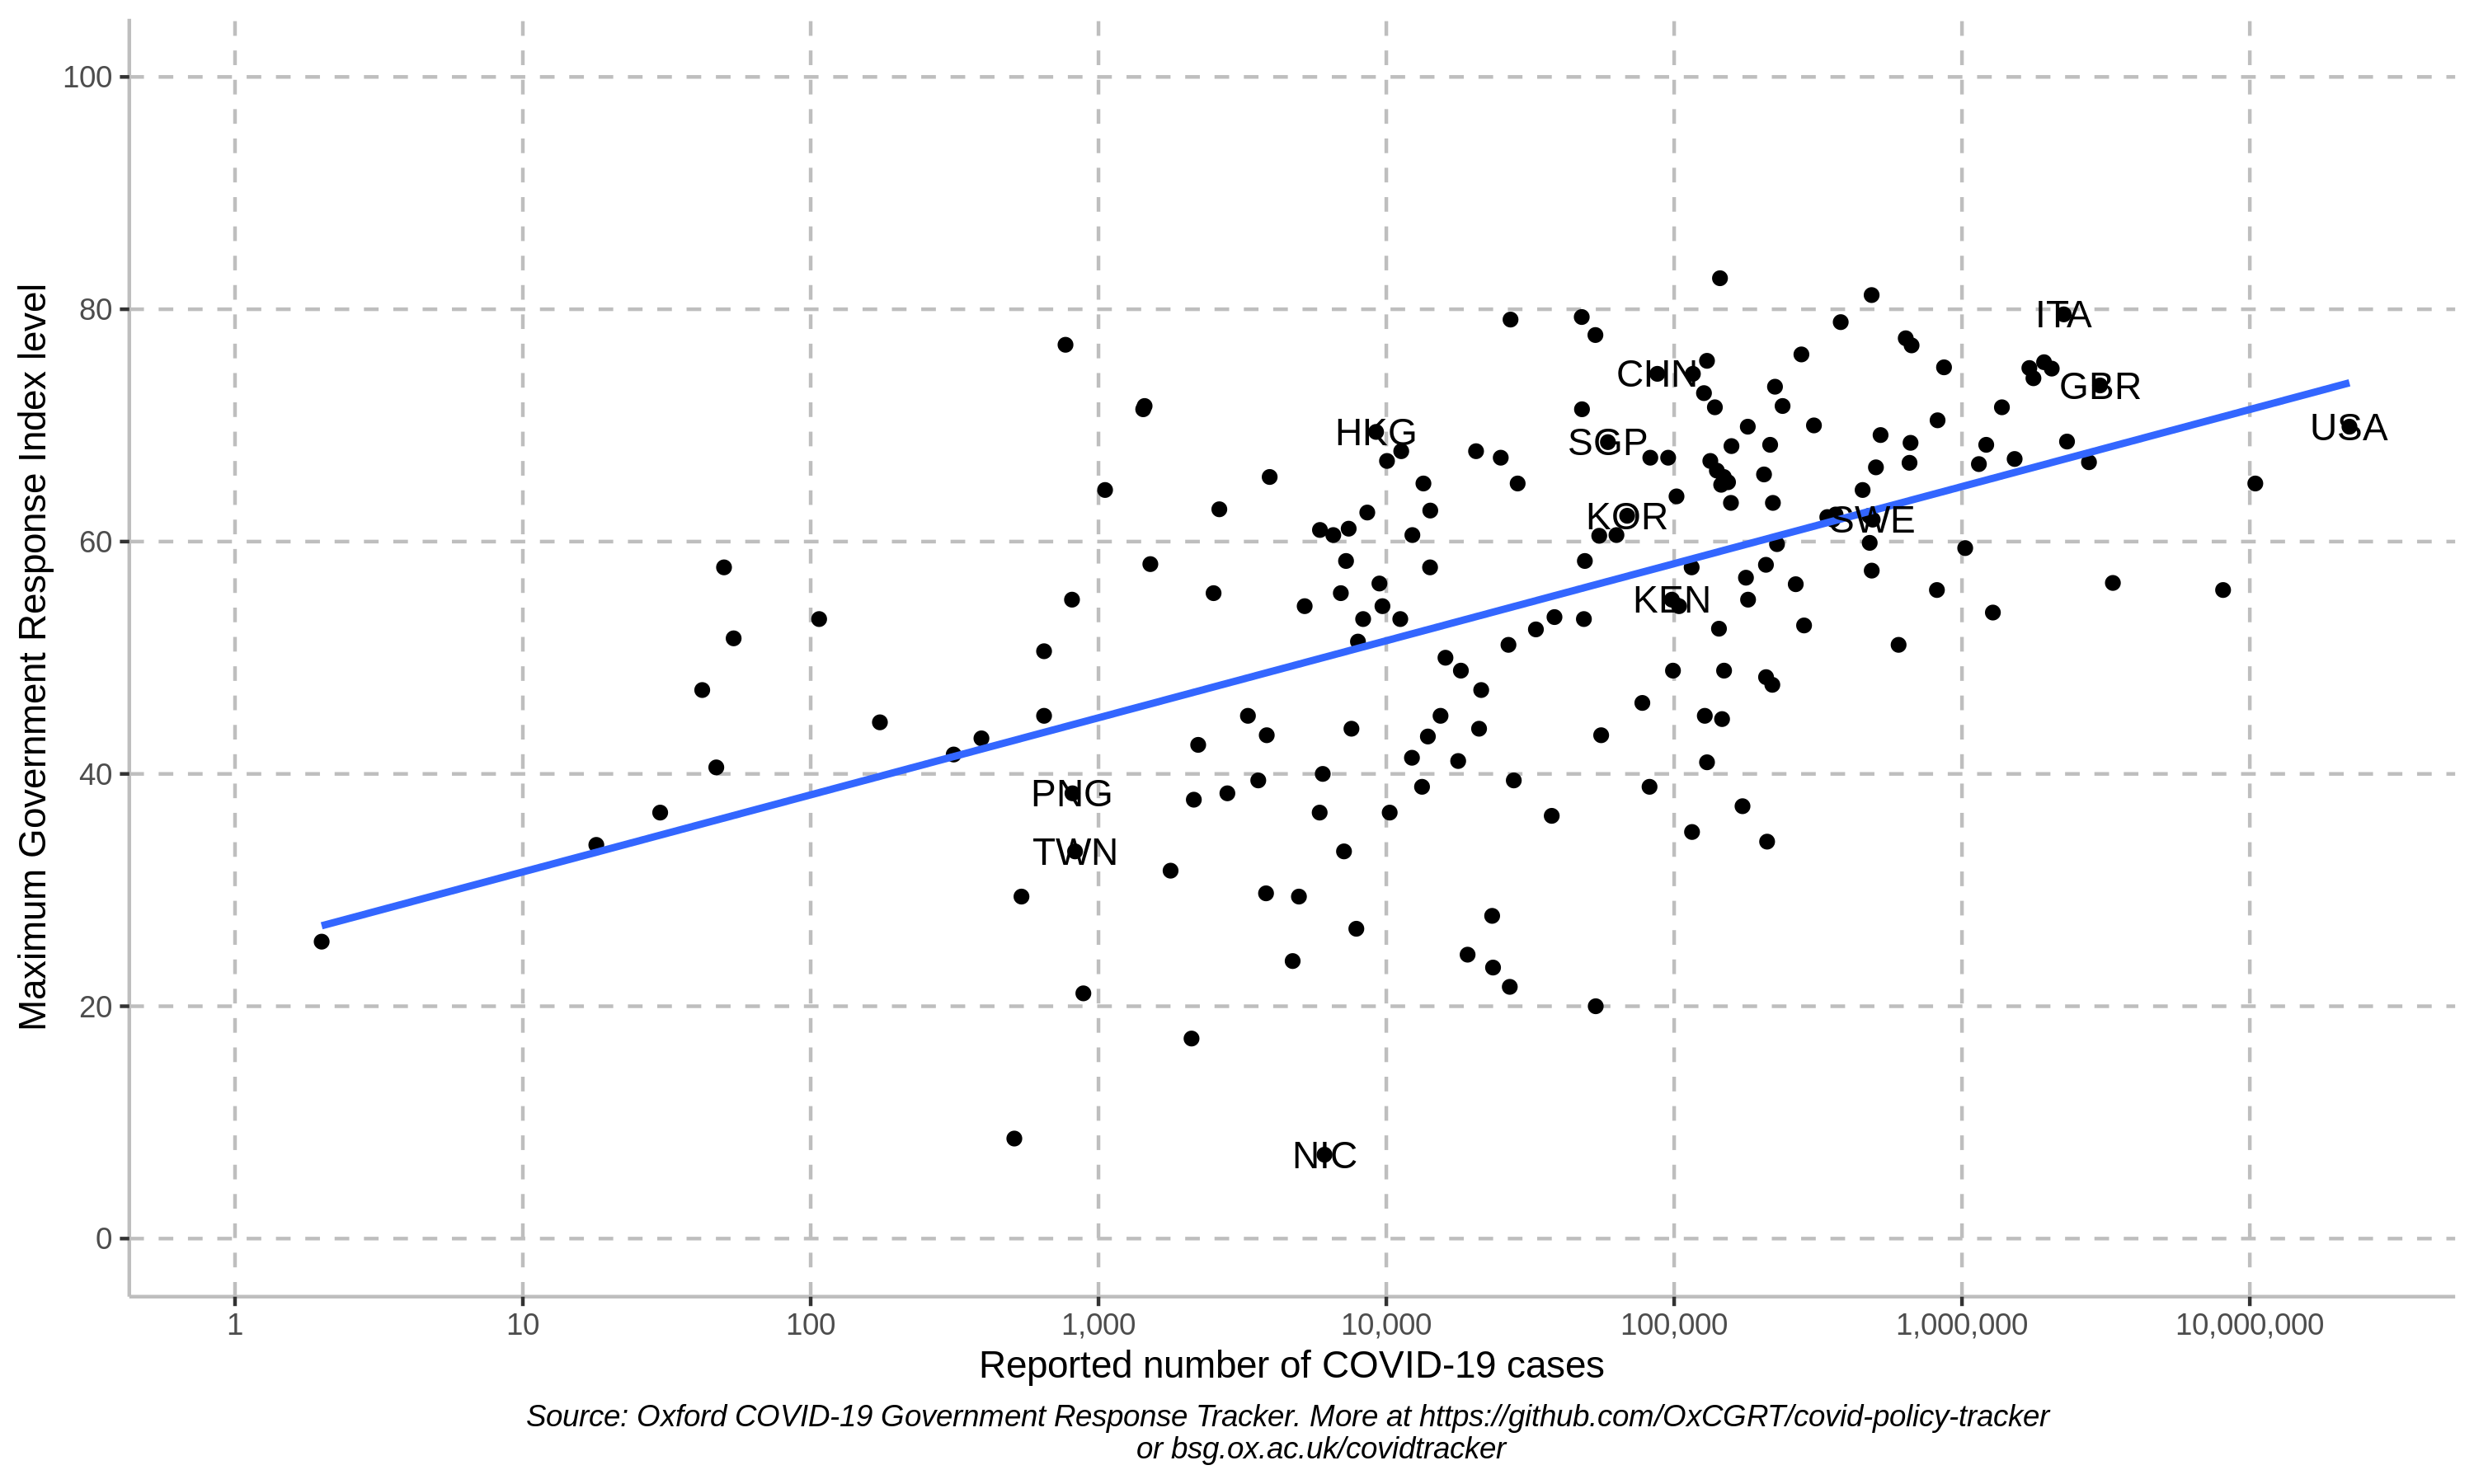 Maximum Government Response Index level
100
80
60
40
20
0
ITA
CHN
GBR
HKG
SGP
USA
KOR
SWE
KEN
PNG
TWN
NIC
1
10
100
1,000
10,000
100,000
1,000,000
10,000,000
Reported number of COVID-19 cases
Source: Oxford COVID-19 Government Response Tracker. More at https://github.com/OxCGRT/covid-policy-tracker
or bsg.ox.ac.uk/covidtracker